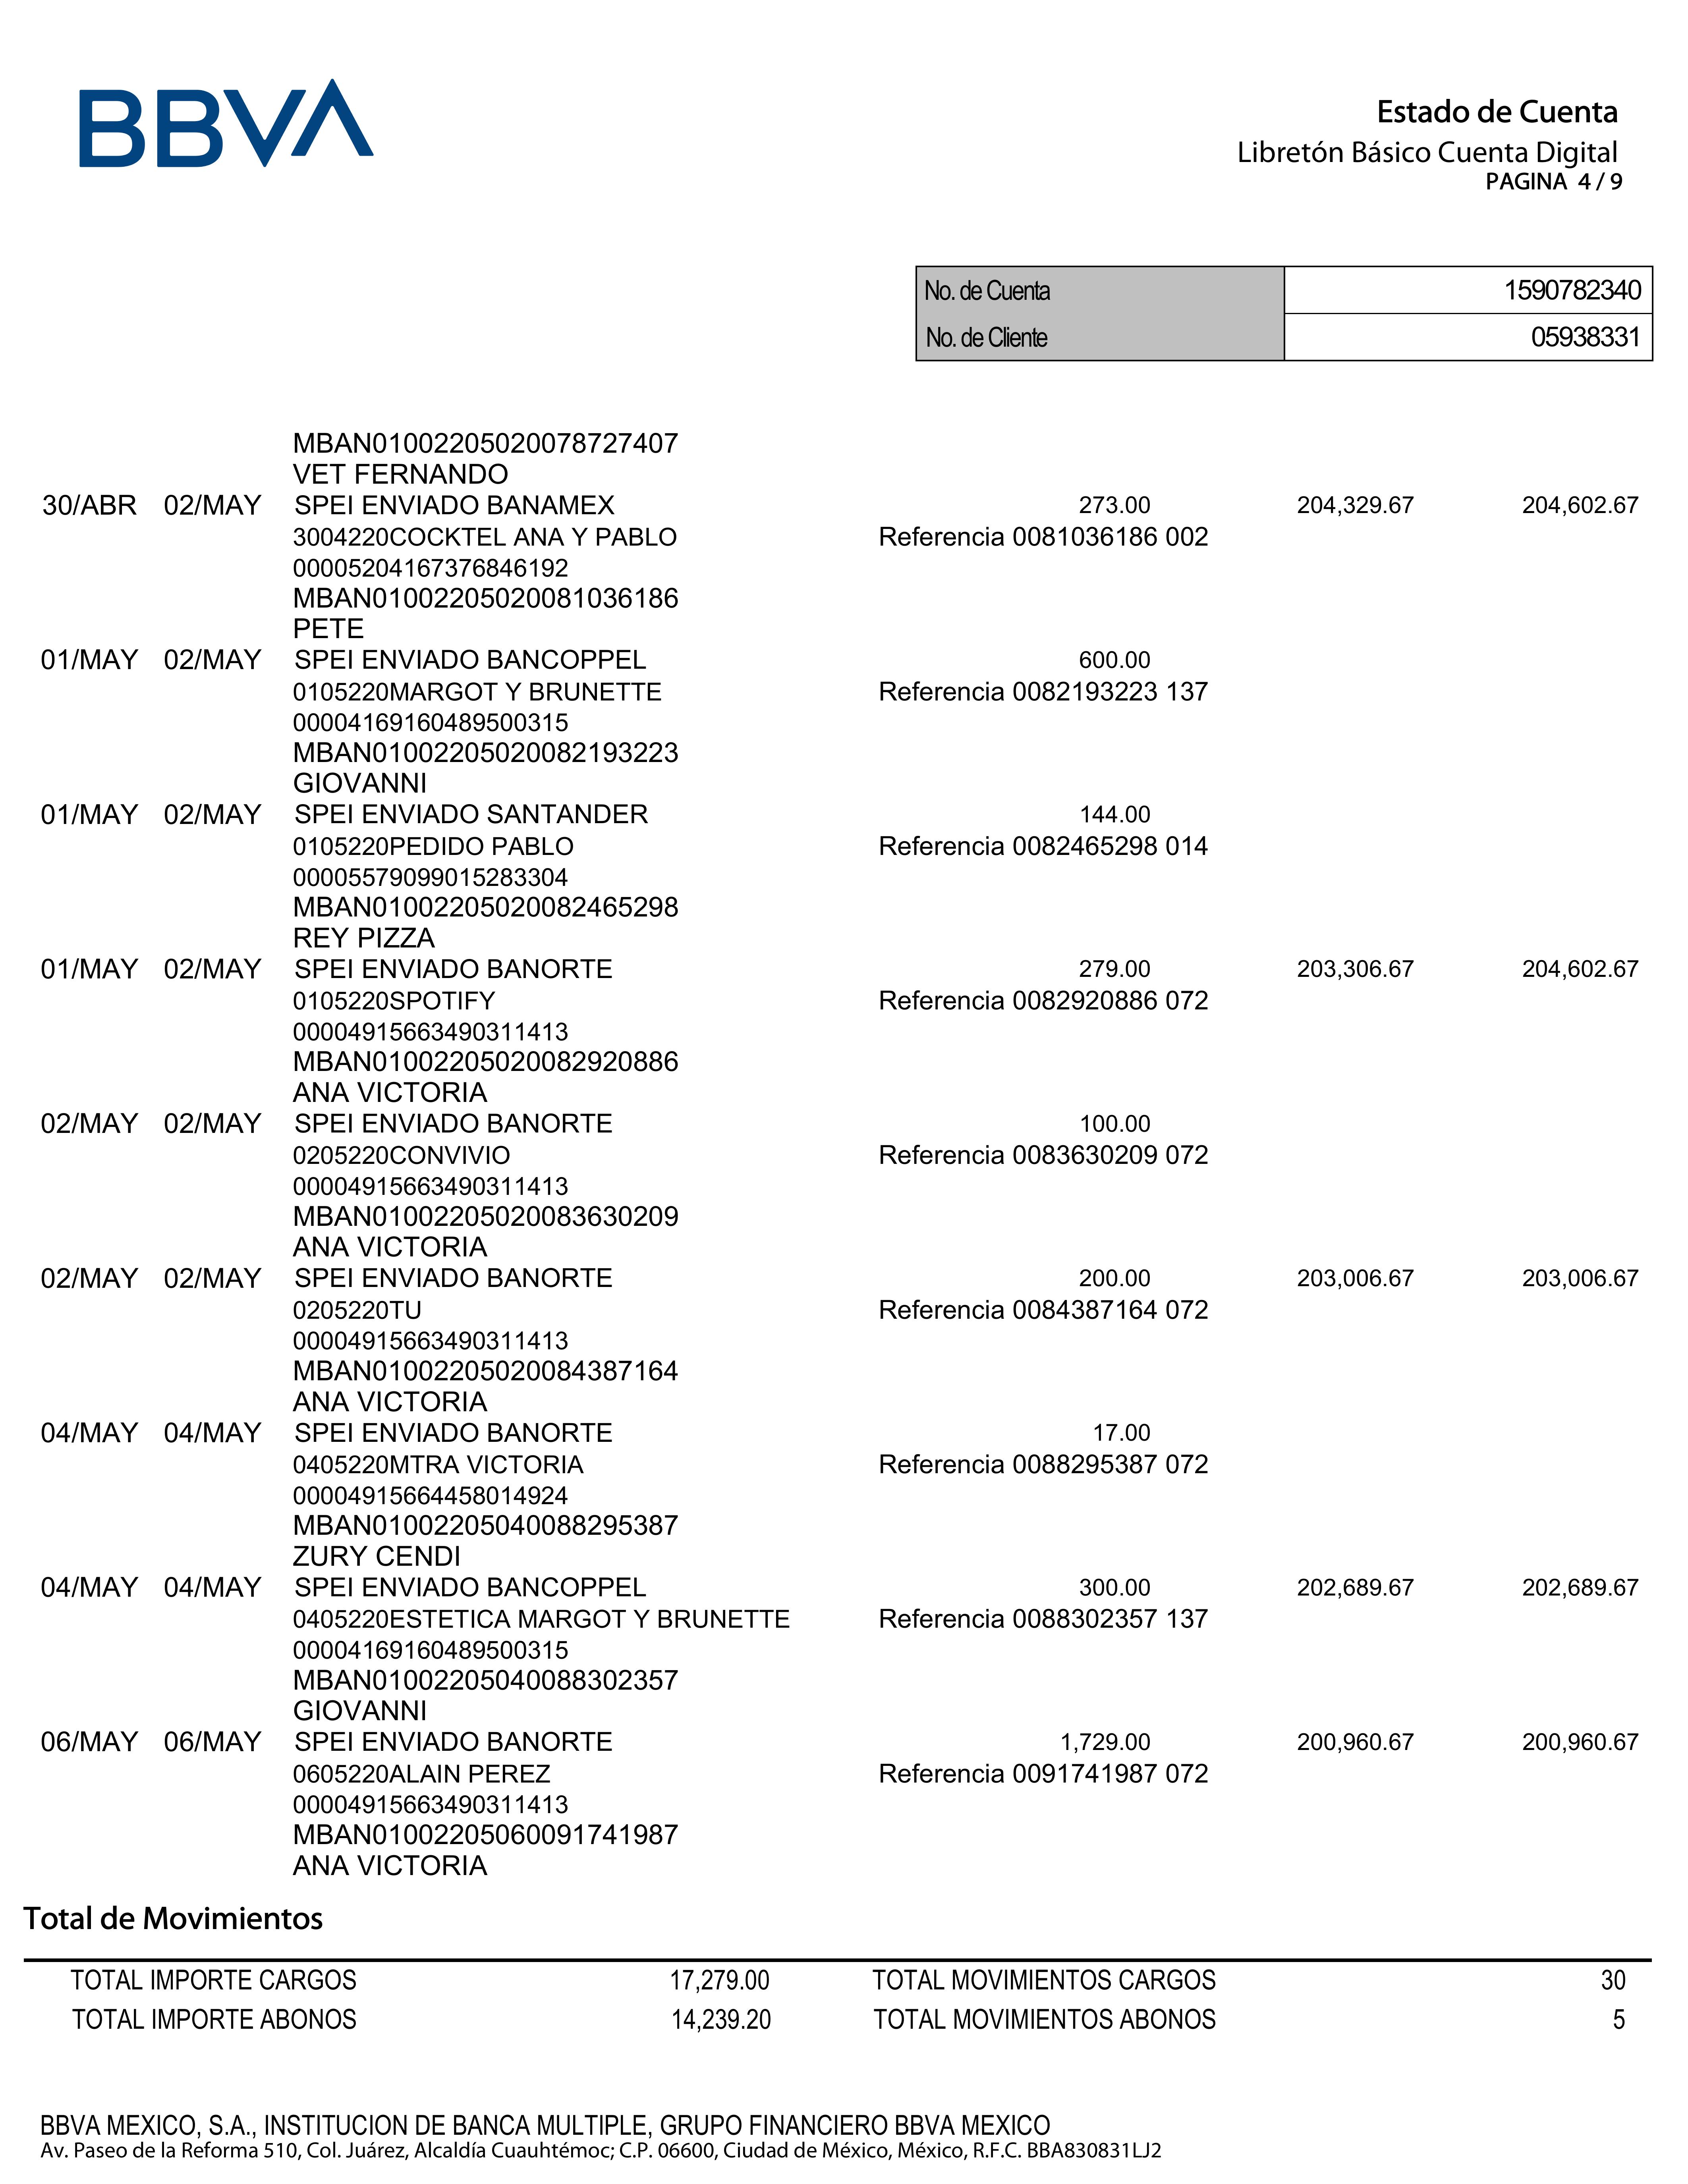 BBVA
Estado de Cuenta
Libretón Básico Cuenta Digital
PAGINA 4 / 9
No. de Cuenta 1590782340
No. de Cliente 05938331
MBAN01002205020078727407
VET FERNANDO
30/ABR 02/MAY SPEI ENVIADO BANAMEX 273.00 204,329.67 204,602.67
3004220COCKTEL ANA Y PABLO Referencia 0081036186 002
00005204167376846192
MBAN01002205020081036186
PETE
01/MAY 02/MAY SPEI ENVIADO BANCOPPEL 600.00
0105220MARGOT Y BRUNETTE Referencia 0082193223 137
00004169160489500315
MBAN01002205020082193223
GIOVANNI
01/MAY 02/MAY SPEI ENVIADO SANTANDER 144.00
0105220PEDIDO PABLO Referencia 0082465298 014
00005579099015283304
MBAN01002205020082465298
REY PIZZA
01/MAY 02/MAY SPEI ENVIADO BANORTE 279.00 203,306.67 204,602.67
0105220SPOTIFY Referencia 0082920886 072
00004915663490311413
MBAN01002205020082920886
ANA VICTORIA
02/MAY 02/MAY SPEI ENVIADO BANORTE 100.00
0205220CONVIVIO Referencia 0083630209 072
00004915663490311413
MBAN01002205020083630209
ANA VICTORIA
02/MAY 02/MAY SPEI ENVIADO BANORTE 200.00 203,006.67 203,006.67
0205220TU Referencia 0084387164 072
00004915663490311413
MBAN01002205020084387164
ANA VICTORIA
04/MAY 04/MAY SPEI ENVIADO BANORTE 17.00
0405220MTRA VICTORIA Referencia 0088295387 072
00004915664458014924
MBAN01002205040088295387
ZURY CENDI
04/MAY 04/MAY SPEI ENVIADO BANCOPPEL 300.00 202,689.67 202,689.67
0405220ESTETICA MARGOT Y BRUNETTE Referencia 0088302357 137
00004169160489500315
MBAN01002205040088302357
GIOVANNI
06/MAY 06/MAY SPEI ENVIADO BANORTE 1,729.00 200,960.67 200,960.67
0605220ALAIN PEREZ Referencia 0091741987 072
00004915663490311413
MBAN01002205060091741987
ANA VICTORIA
Total de Movimientos
TOTAL IMPORTE CARGOS 17,279.00 TOTAL MOVIMIENTOS CARGOS 30
TOTAL IMPORTE ABONOS 14,239.20 TOTAL MOVIMIENTOS ABONOS 5
BBVA MEXICO, S.A., INSTITUCION DE BANCA MULTIPLE, GRUPO FINANCIERO BBVA MEXICO
Av. Paseo de la Reforma 510, Col. Juárez, Alcaldía Cuauhtémoc; C.P. 06600, Ciudad de México, México, R.F.C. BBA830831LJ2